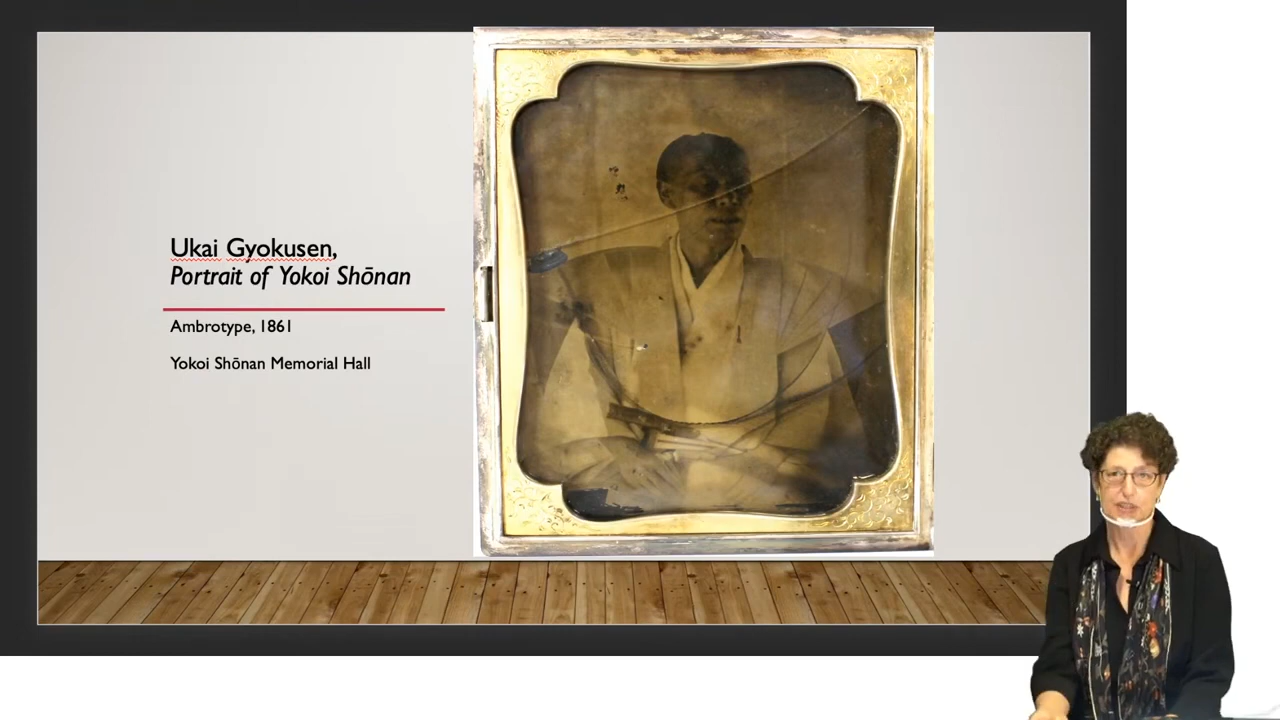 Ukai Gyokusen,
Portrait of Yokoi Shōnan
Ambrotype, 1861
Yokoi Shōnan Memorial Hall